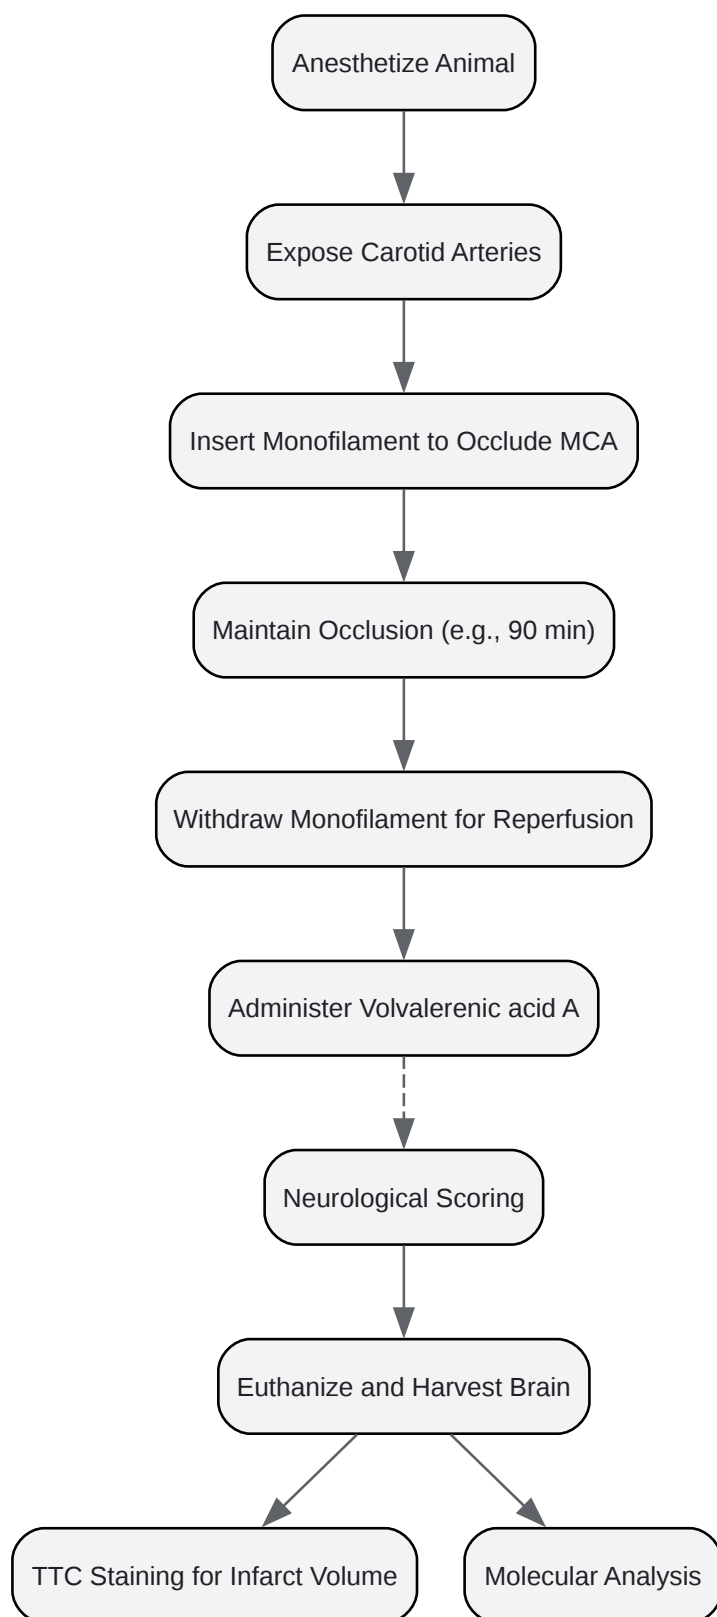 Anesthetize Animal
Expose Carotid Arteries
Insert Monofilament to Occlude MCA
Maintain Occlusion (e.g., 90 min)
Withdraw Monofilament for Reperfusion
Administer Volvalerenic acid A
Neurological Scoring
Euthanize and Harvest Brain
TTC Staining for Infarct Volume
Molecular Analysis